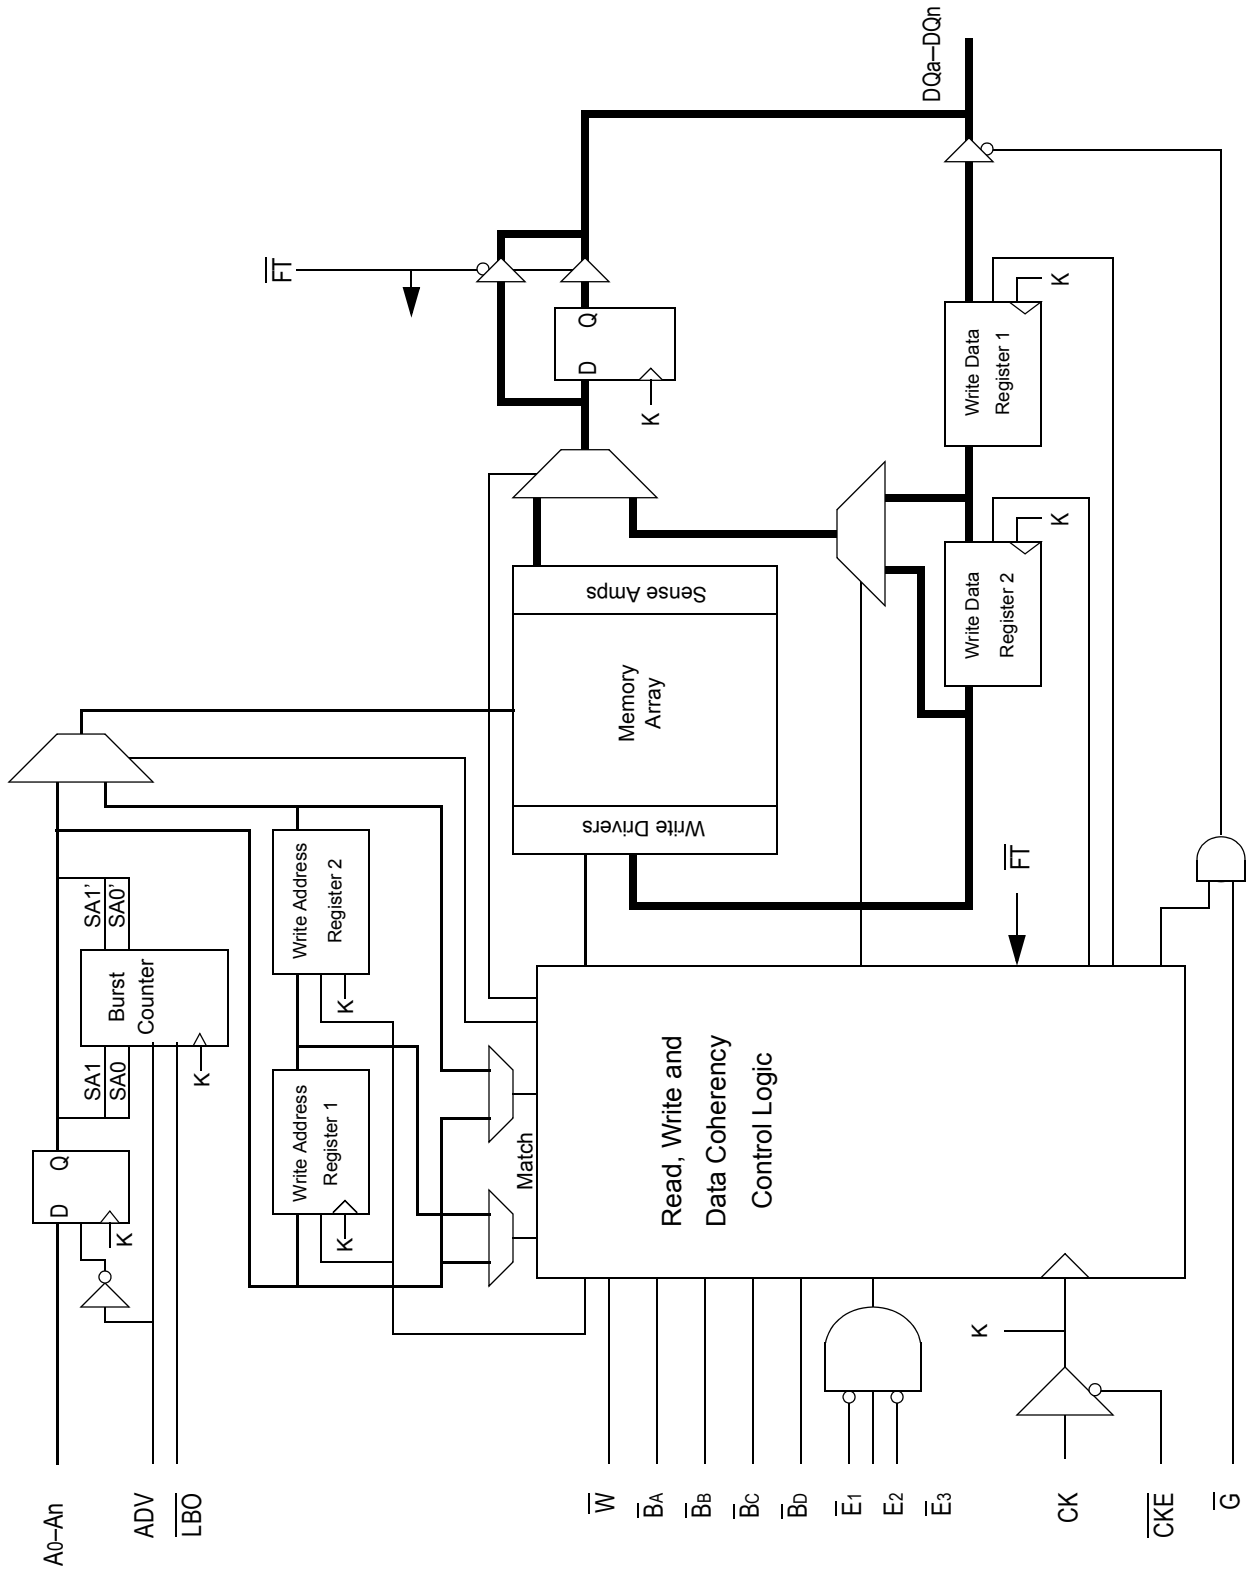 A0–An
ADV
LBO
W
BA
BB
BC
BD
E1
E2
E3
CK
CKE
G
D
Q
K
SA1
SA0
Burst
Counter
SA1’
SA0’
K
Write Address
Register 1
K
Write Address
Register 2
K
Match
Read, Write and
Data Coherency
Control Logic
K
FT
Write Drivers
Memory
Array
Sense Amps
Write Data
Register 2
K
Write Data
Register 1
K
D
Q
K
FT
DQa–DQn